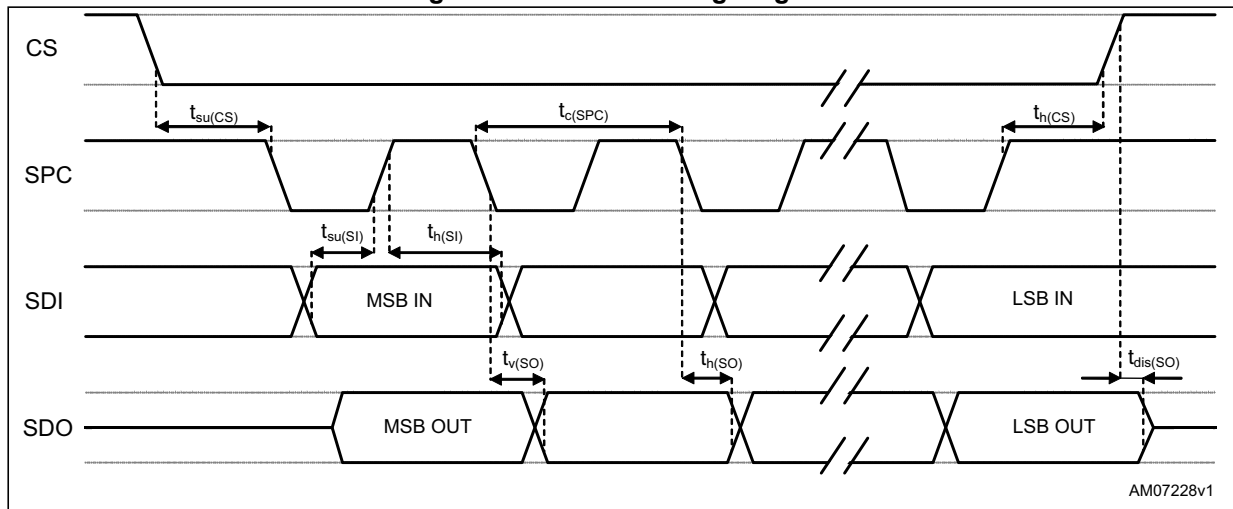 CS
t_su(CS)
t_c(SPC)
t_h(CS)
SPC
t_su(SI)
t_h(SI)
SDI
MSB IN
LSB IN
t_v(SO)
t_h(SO)
t_dis(SO)
SDO
MSB OUT
LSB OUT
AM07228v1